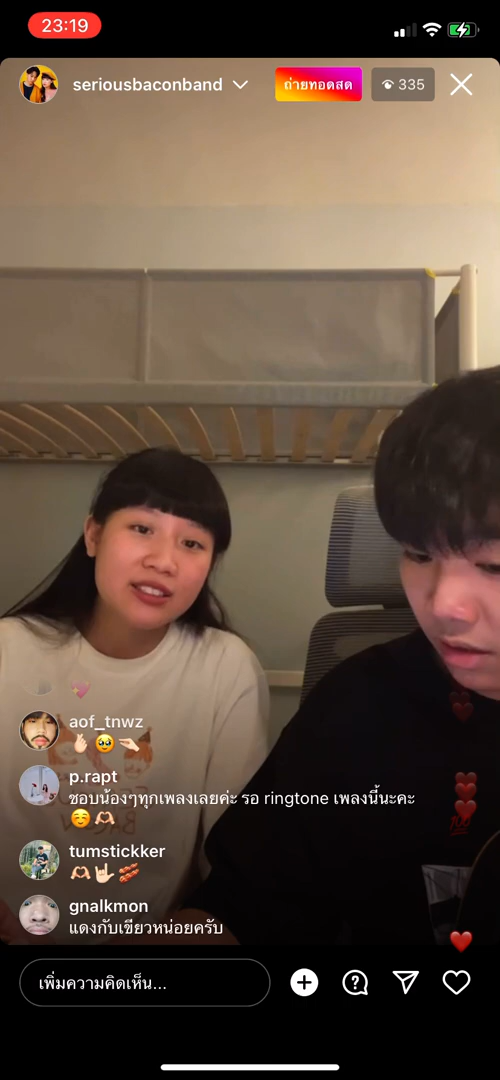 23:19
seriousbaconband
ถ่ายทอดสด
335
aof_tnwz
p.rapt
ชอบน้องๆทุกเพลงเลยค่ะ รอ ringtone เพลงนี้นะคะ
tumstickker
gnalkmon
แดงกับเขียวหน่อยครับ
เพิ่มความคิดเห็น...